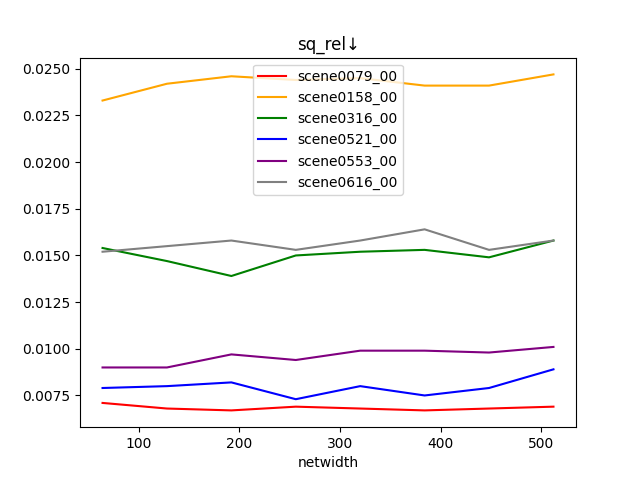 sq_rel↓
scene0079_00
scene0158_00
scene0316_00
scene0521_00
scene0553_00
scene0616_00
0.0250
0.0225
0.0200
0.0175
0.0150
0.0125
0.0100
0.0075
100 200 300 400 500
netwidth